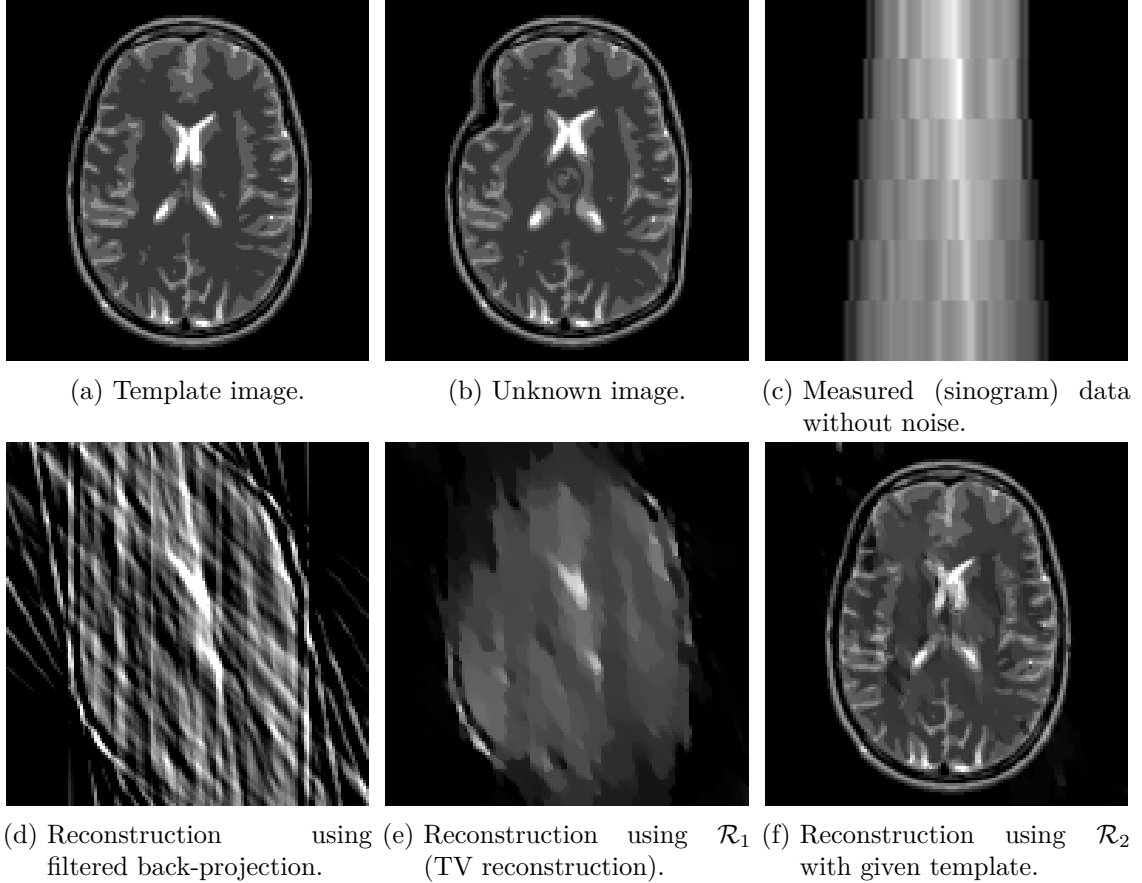 (a) Template image.
(b) Unknown image.
(c) Measured (sinogram) data
without noise.
(d) Reconstruction using
filtered back-projection.
(e) Reconstruction using R₁
(TV reconstruction).
(f) Reconstruction using R₂
with given template.